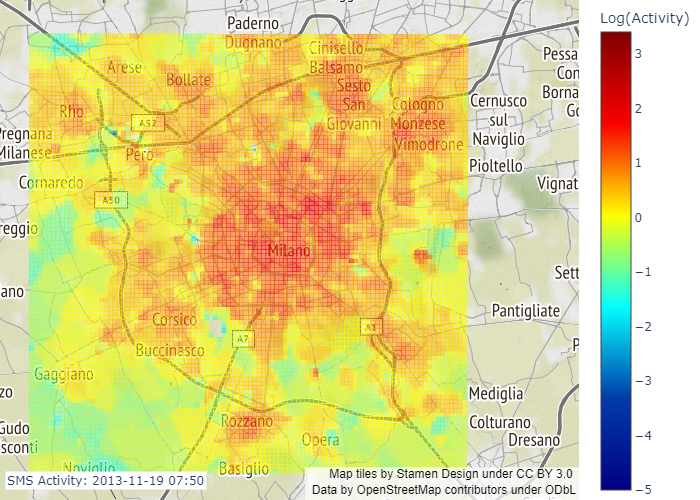 Log(Activity)
3
2
1
0
−1
−2
−3
−4
−5
Paderno
Dugnano
Cinisello
Balsamo
Arese
Bollate
Sesto
San
Giovanni
Rho
A52
Cologno
Monzese
Vimodrone
Cernusco
sul
Naviglio
Pessa
Con
Borna
Go
Pregnana
Milanese
Pero
Pioltello
Cornaredo
Vignat
A50
reggio
Milano
Sett
ano
Pantigliate
Corsico
A7
A1
Buccinasco
P
Gaggiano
zo
Mediglia
Gudo
sconti
Rozzano
Colturano
Dresano
Opera
Noviglio
Basiglio
SMS Activity: 2013-11-19 07:50
Map tiles by Stamen Design under CC BY 3.0
Data by OpenStreetMap contributors under ODbL